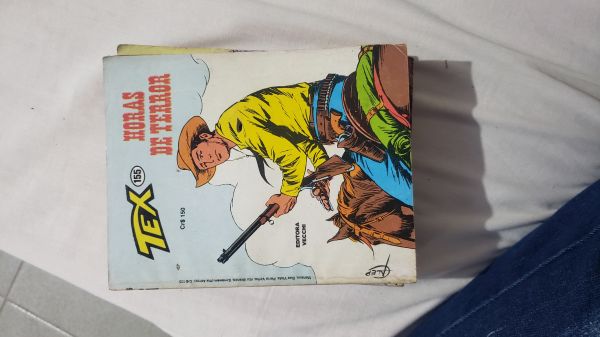 TEX
155
HORAS
DE TERROR
Cr$ 150
EDITORA
VECCHI